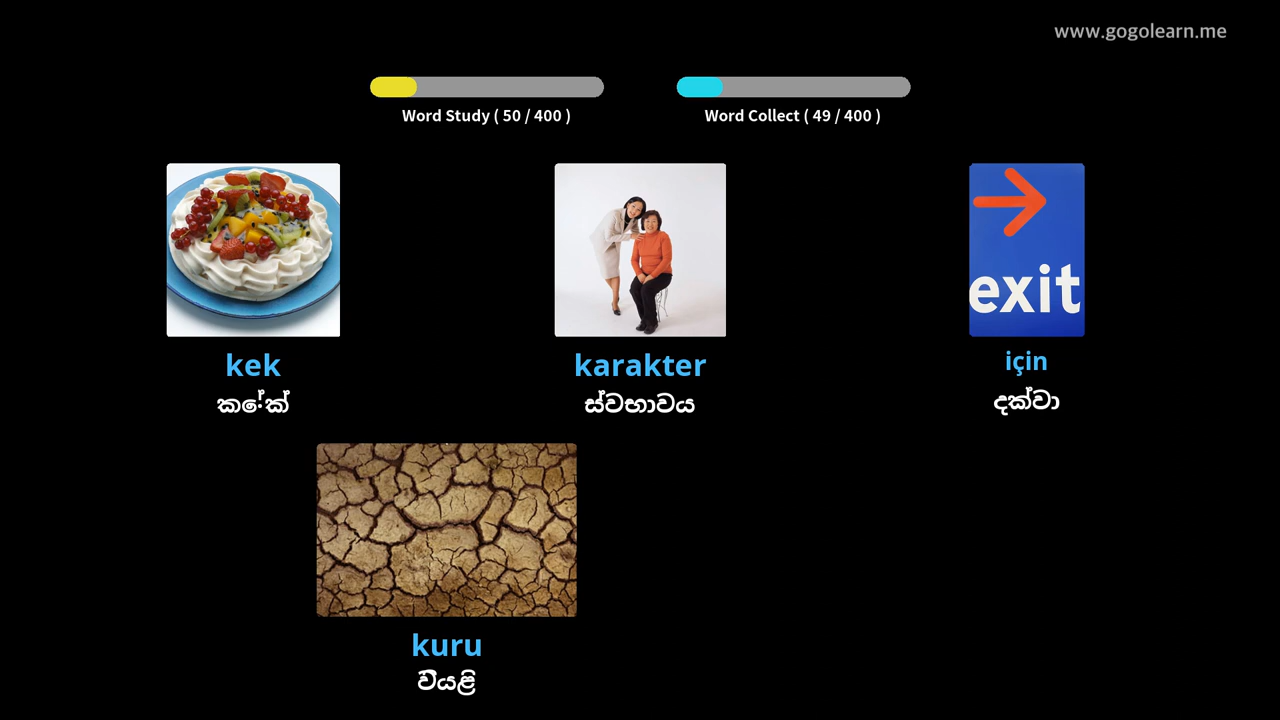 www.gogolearn.me
Word Study ( 50 / 400 )
Word Collect ( 49 / 400 )
exit
kek
karakter
için
කේක්
ස්වභාවය
දක්වා
kuru
වියළි